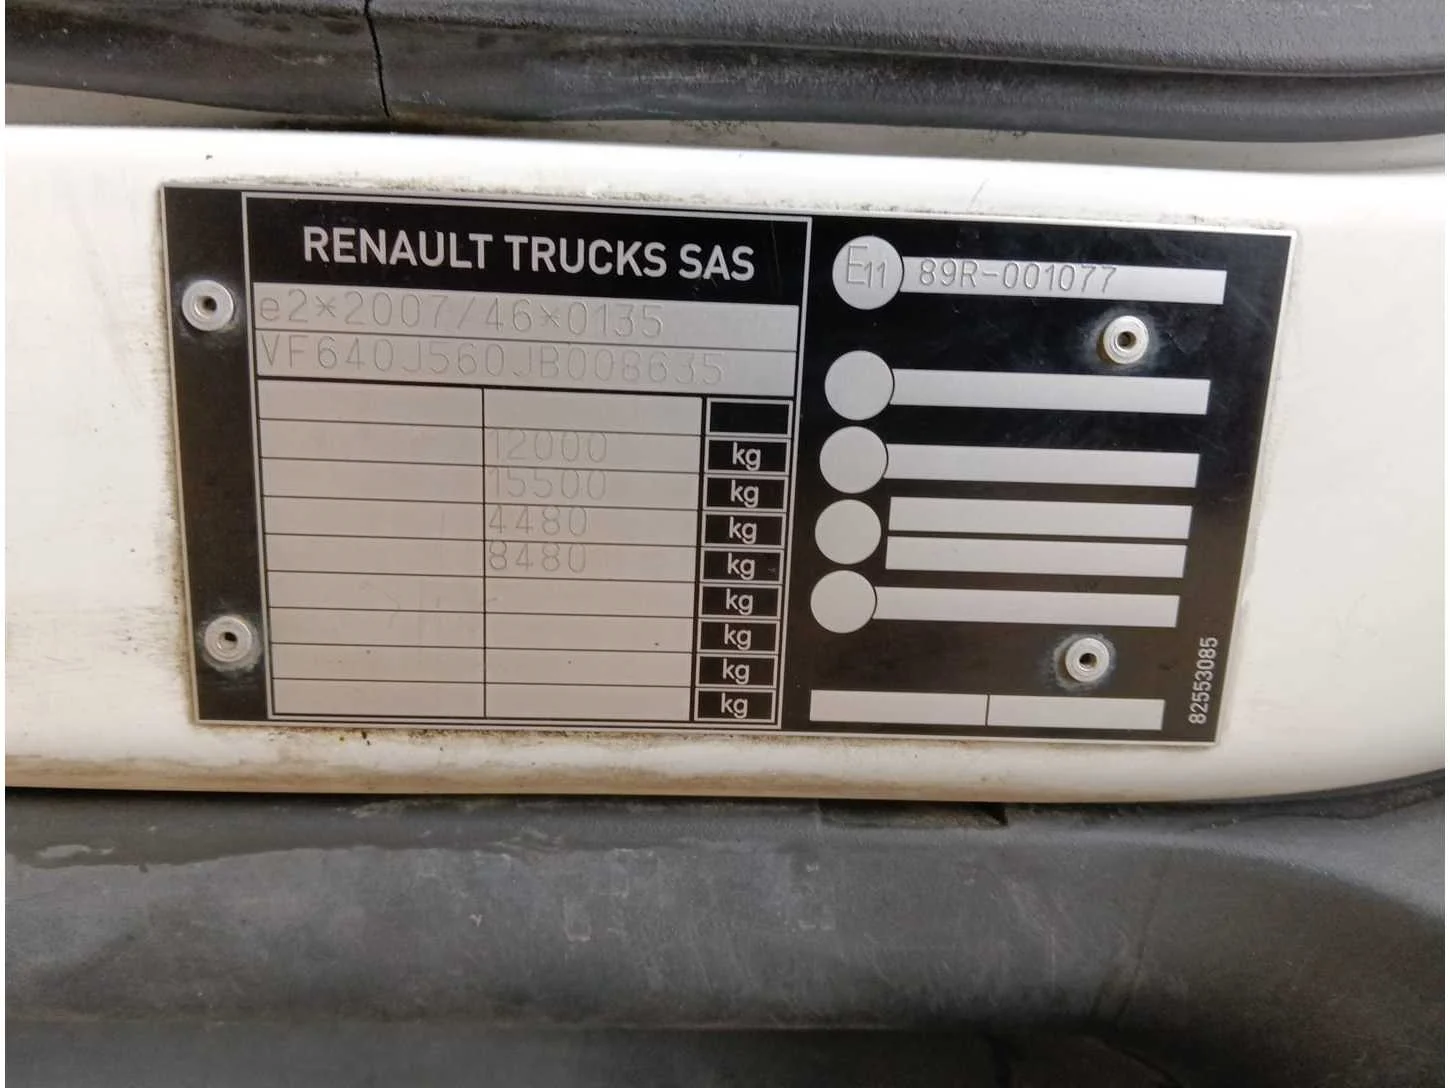 RENAULT TRUCKS SAS
e2*2007/46*0135
VF640J560JB008635
12000 kg
15500 kg
4480 kg
8480 kg
kg
kg
kg
kg
E11 89R-001077
82553085